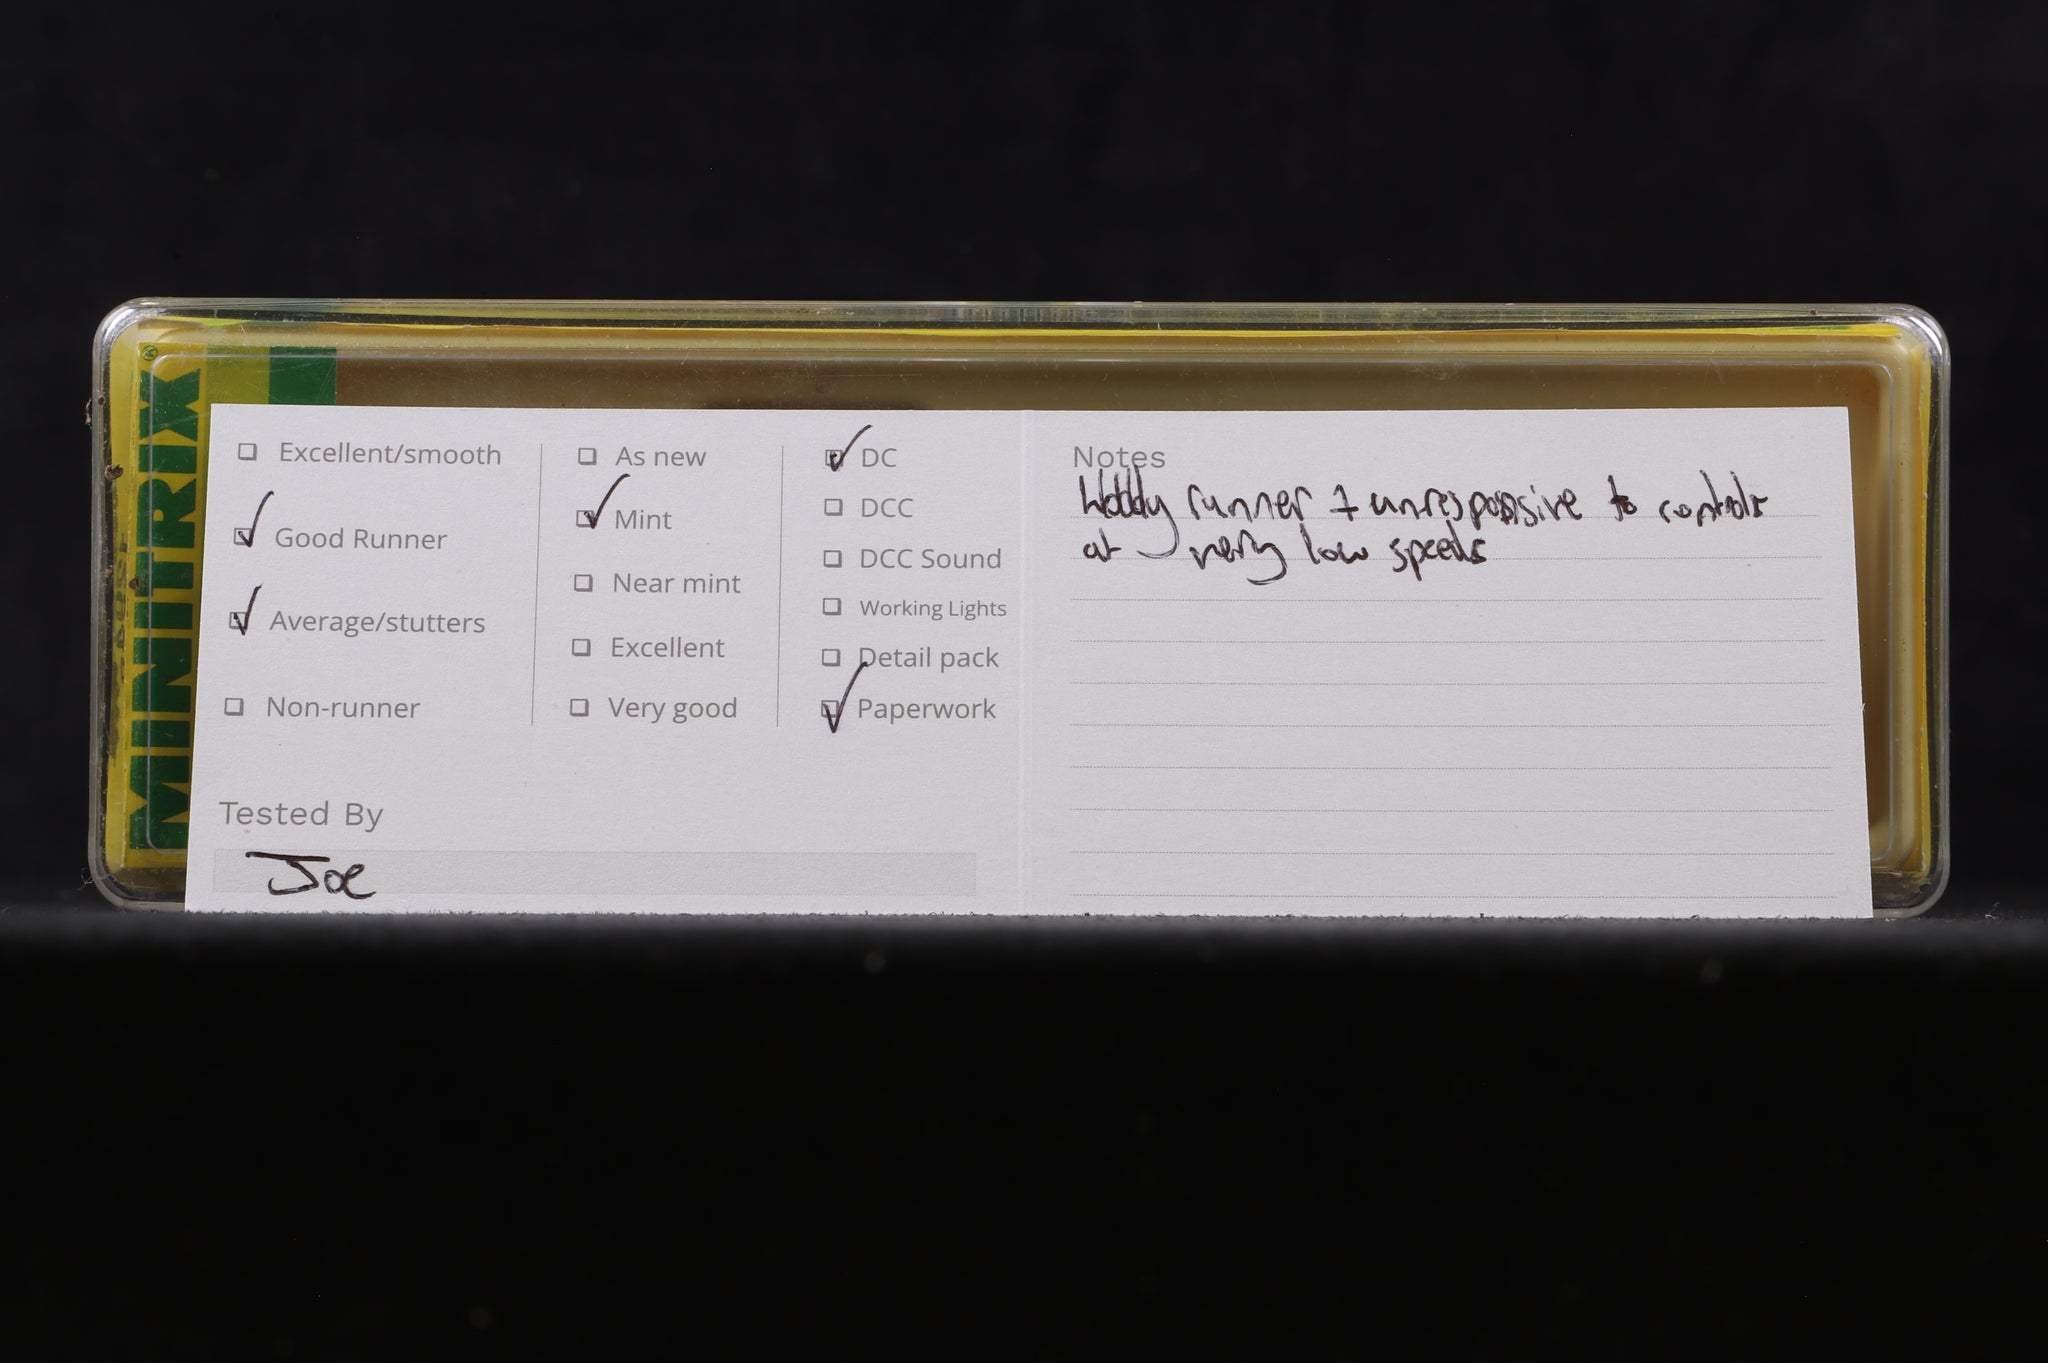 MINITRIX
Excellent/smooth
Good Runner
Average/stutters
Non-runner
As new
Mint
Near mint
Excellent
Very good
DC
DCC
DCC Sound
Working Lights
Detail pack
Paperwork
Tested By
Joe
Notes
Wobbly runner + unresponsive to controls
at very low speeds